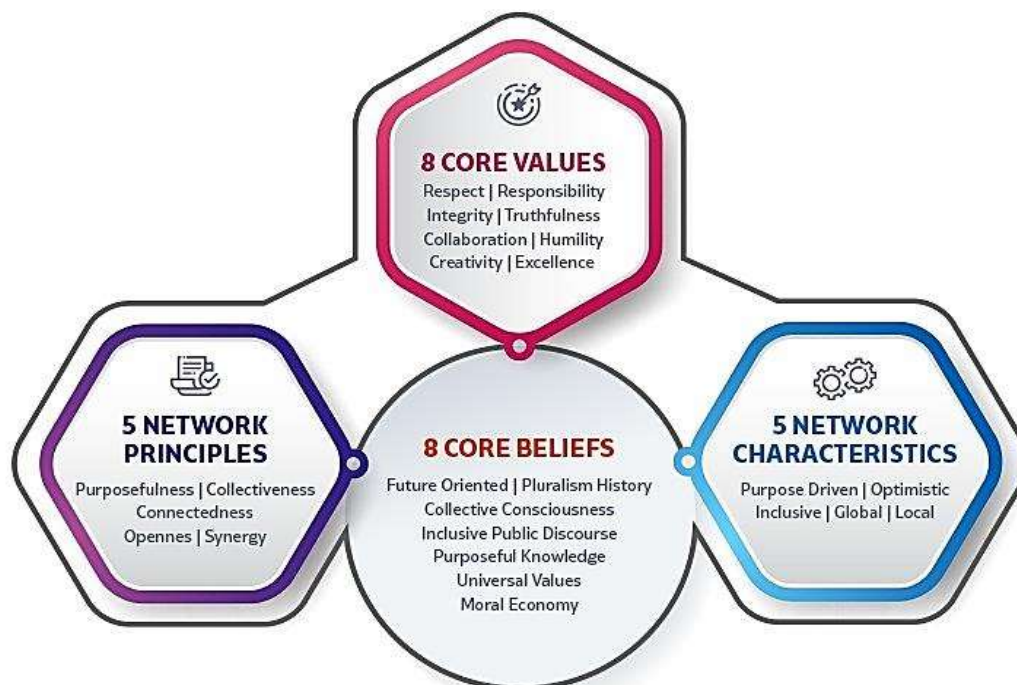 8 CORE VALUES
Respect | Responsibility
Integrity | Truthfulness
Collaboration | Humility
Creativity | Excellence
5 NETWORK
PRINCIPLES
Purposefulness | Collectiveness
Connectedness
Opennes | Synergy
8 CORE BELIEFS
Future Oriented | Pluralism History
Collective Consciousness
Inclusive Public Discourse
Purposeful Knowledge
Universal Values
Moral Economy
5 NETWORK
CHARACTERISTICS
Purpose Driven | Optimistic
Inclusive | Global | Local